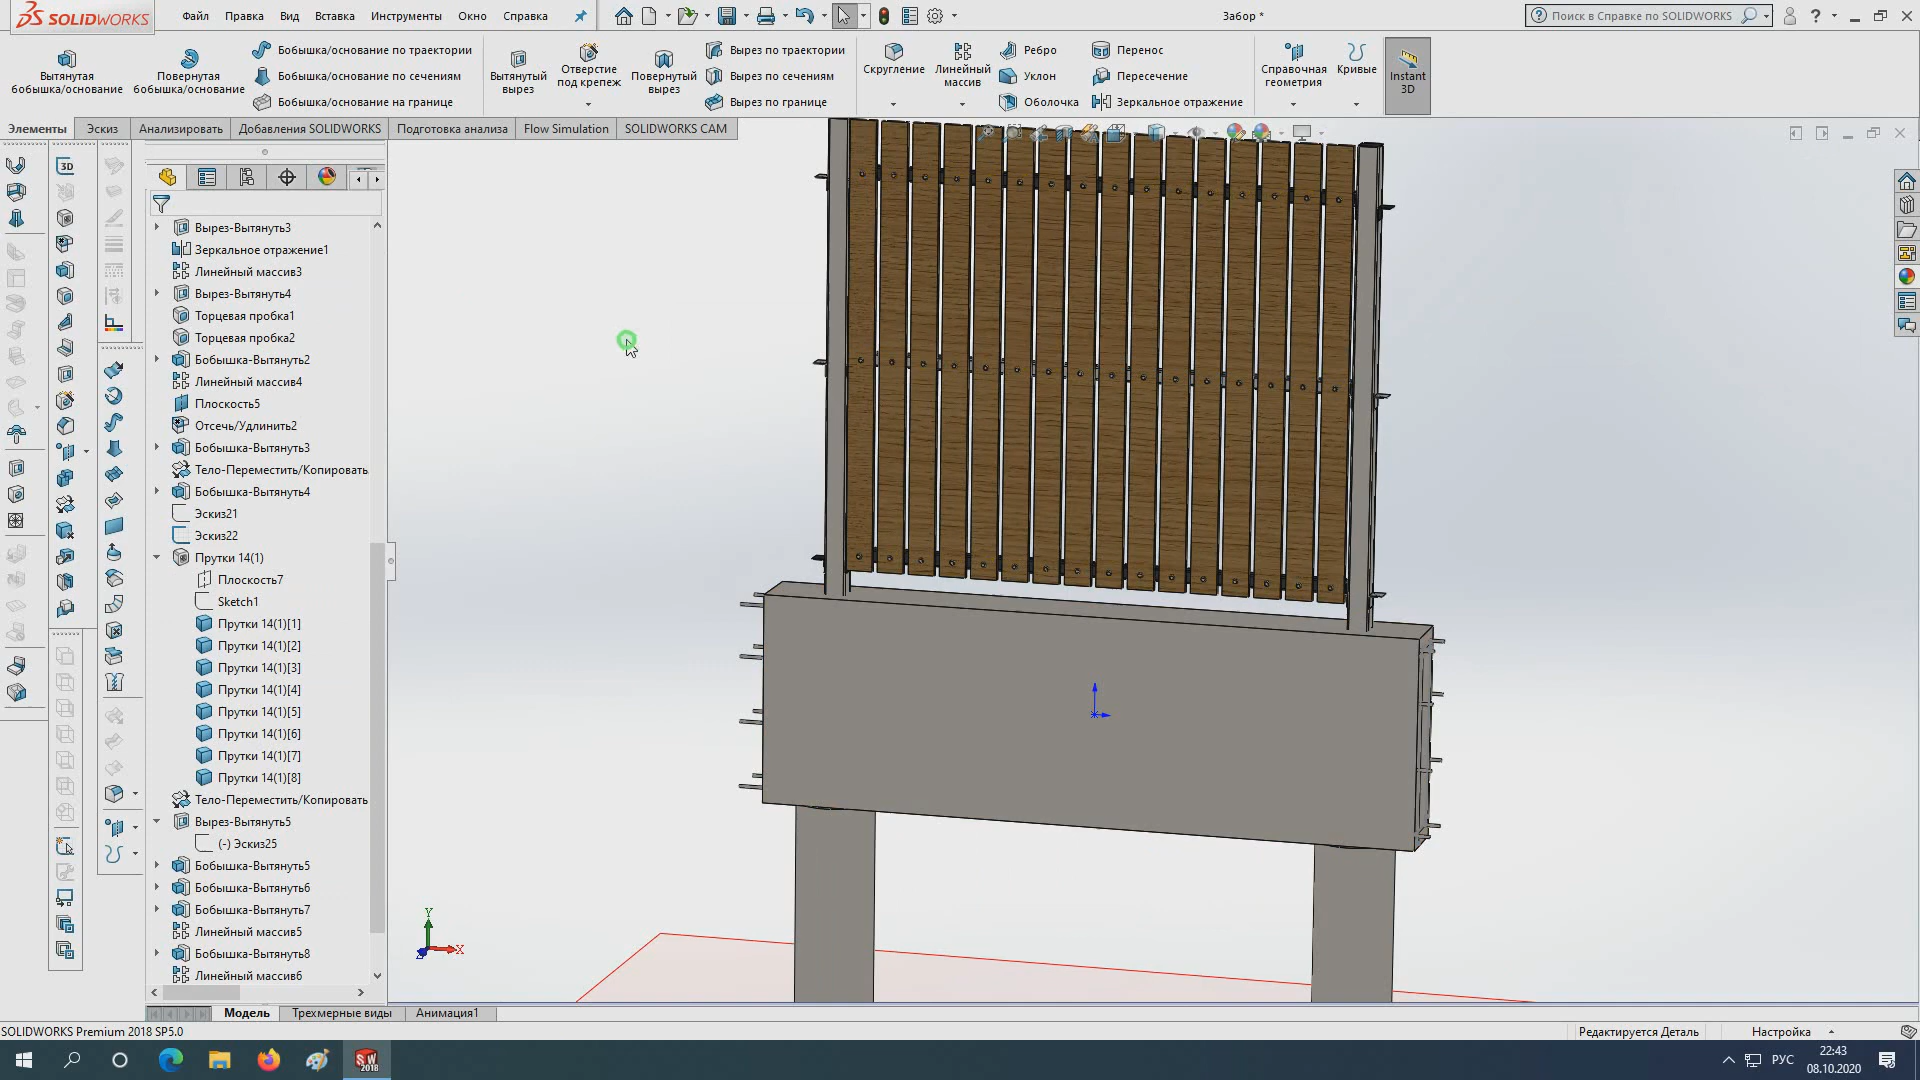 SOLIDWORKS
Файл
Правка
Вид
Вставка
Инструменты
Окно
Справка
Забор *
Поиск в Справке по SOLIDWORKS
Вытянутая бобышка/основание
Повернутая бобышка/основание
Бобышка/основание по траектории
Бобышка/основание по сечениям
Бобышка/основание на границе
Вытянутый вырез
Отверстие под крепеж
Повернутый вырез
Вырез по траектории
Вырез по сечениям
Вырез по границе
Скругление
Линейный массив
Ребро
Уклон
Оболочка
Перенос
Пересечение
Зеркальное отражение
Справочная геометрия
Кривые
Instant 3D
Элементы
Эскиз
Анализировать
Добавления SOLIDWORKS
Подготовка анализа
Flow Simulation
SOLIDWORKS CAM
3D
Вырез-Вытянуть3
Зеркальное отражение1
Линейный массив3
Вырез-Вытянуть4
Торцевая пробка1
Торцевая пробка2
Бобышка-Вытянуть2
Линейный массив4
Плоскость5
Отсечь/Удлинить2
Бобышка-Вытянуть3
Тело-Переместить/Копировать
Бобышка-Вытянуть4
Эскиз21
Эскиз22
Прутки 14(1)
Плоскость7
Sketch1
Прутки 14(1)[1]
Прутки 14(1)[2]
Прутки 14(1)[3]
Прутки 14(1)[4]
Прутки 14(1)[5]
Прутки 14(1)[6]
Прутки 14(1)[7]
Прутки 14(1)[8]
Тело-Переместить/Копировать
Вырез-Вытянуть5
(-) Эскиз25
Бобышка-Вытянуть5
Бобышка-Вытянуть6
Бобышка-Вытянуть7
Линейный массив5
Бобышка-Вытянуть8
Линейный массив6
Y
X
Модель
Трехмерные виды
Анимация1
SOLIDWORKS Premium 2018 SP5.0
Редактируется Деталь
Настройка
SW 2018
РУС
22:43
08.10.2020